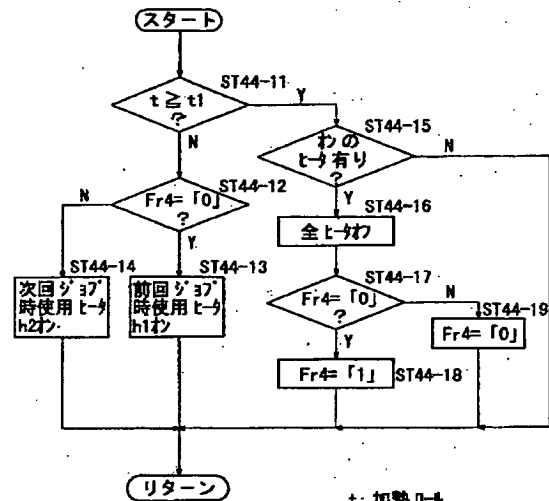 スタート
ST44-11
t ≧ t1
?
Y
N
ST44-15
オンの
ヒータ有り
?
N
Y
ST44-12
Fr4=「0」
?
N
Y
ST44-16
全ヒータオフ
ST44-14
次回ジョブ
時使用ヒータ
h2オン
ST44-13
前回ジョブ
時使用ヒータ
h1オン
ST44-17
Fr4=「0」
?
N
Y
ST44-19
Fr4=「0」
Fr4=「1」
ST44-18
リターン
t: 加熱ロール